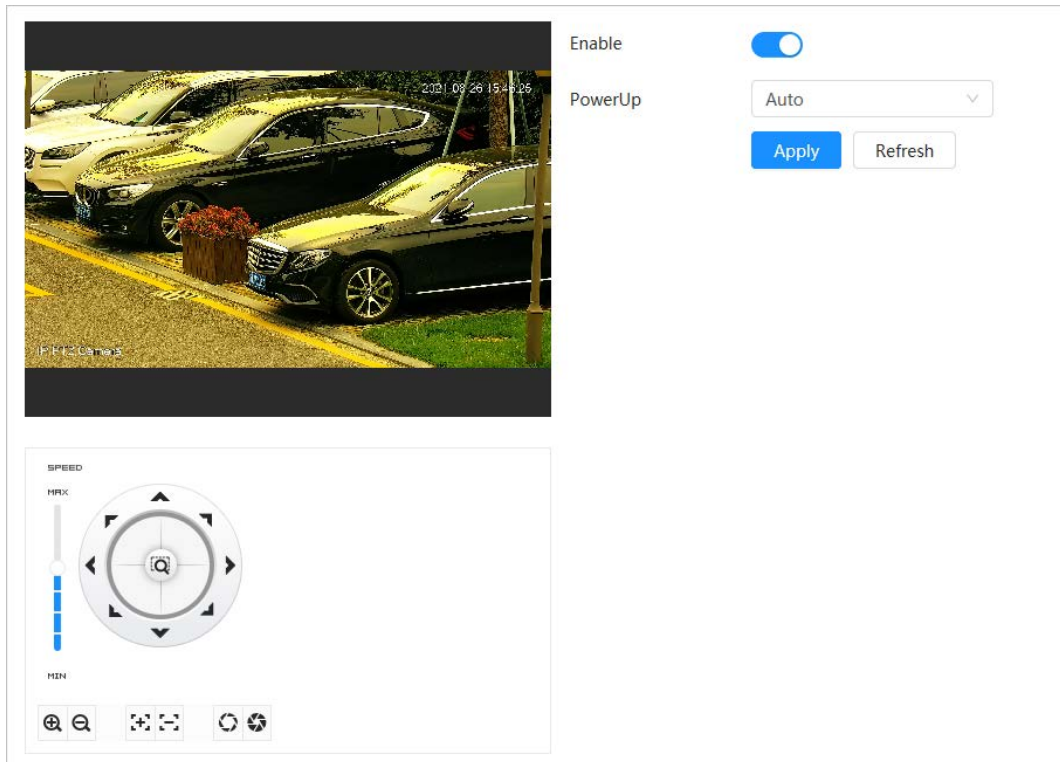 2021-08-26 15:46:25
IP PTZ Camera
Enable
PowerUp
Auto
Apply
Refresh
SPEED
MAX
MIN